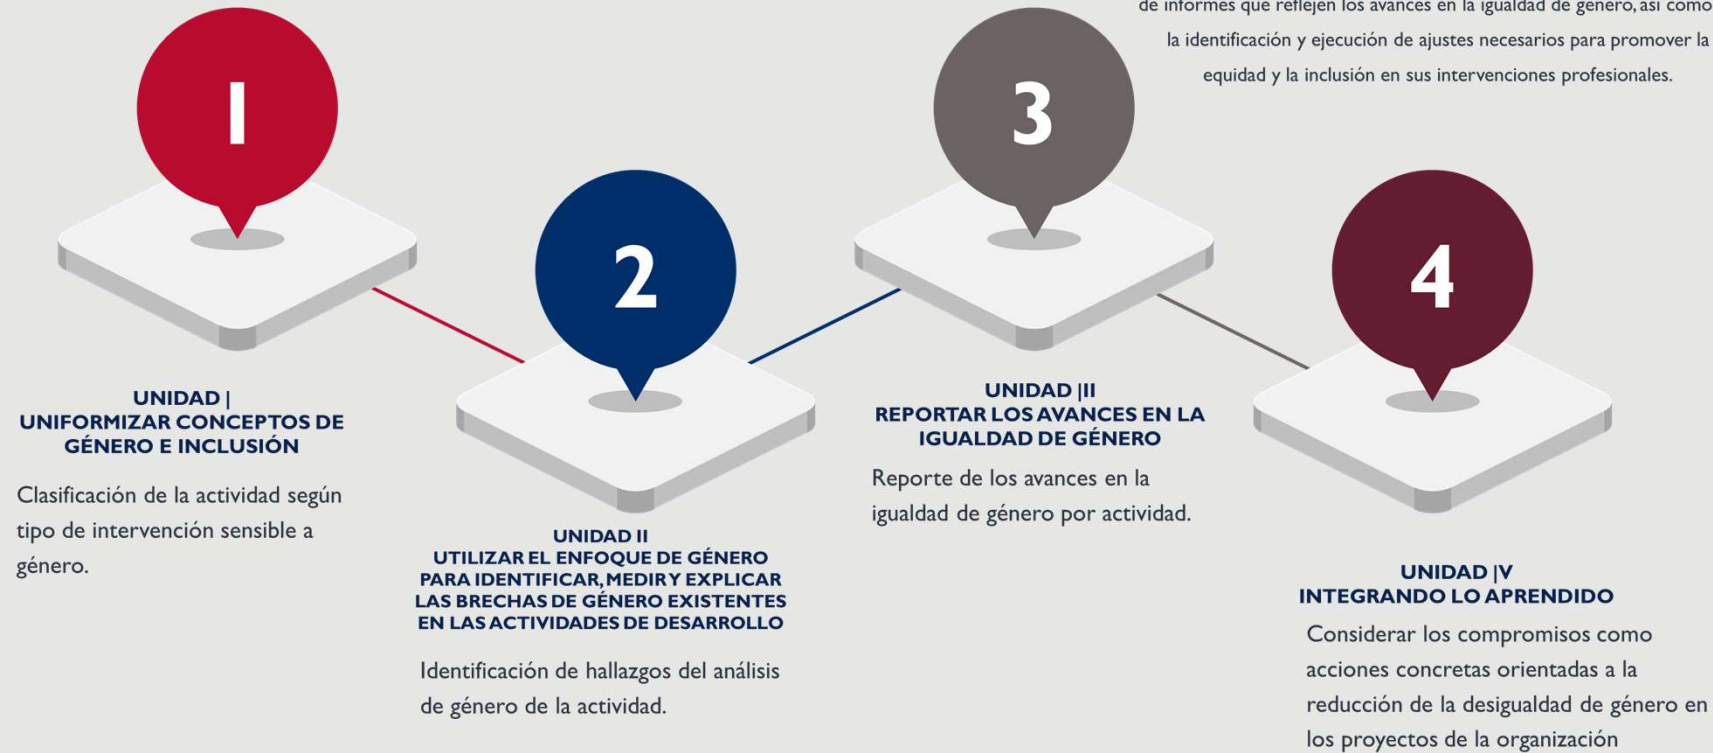 de informes que reflejen los avances en la igualdad de género, así como
la identificación y ejecución de ajustes necesarios para promover la
equidad y la inclusión en sus intervenciones profesionales.
1
2
3
4
UNIDAD |
UNIFORMIZAR CONCEPTOS DE
GÉNERO E INCLUSIÓN
Clasificación de la actividad según
tipo de intervención sensible a
género.
UNIDAD II
UTILIZAR EL ENFOQUE DE GÉNERO
PARA IDENTIFICAR, MEDIR Y EXPLICAR
LAS BRECHAS DE GÉNERO EXISTENTES
EN LAS ACTIVIDADES DE DESARROLLO
Identificación de hallazgos del análisis
de género de la actividad.
UNIDAD |II
REPORTAR LOS AVANCES EN LA
IGUALDAD DE GÉNERO
Reporte de los avances en la
igualdad de género por actividad.
UNIDAD |V
INTEGRANDO LO APRENDIDO
Considerar los compromisos como
acciones concretas orientadas a la
reducción de la desigualdad de género en
los proyectos de la organización